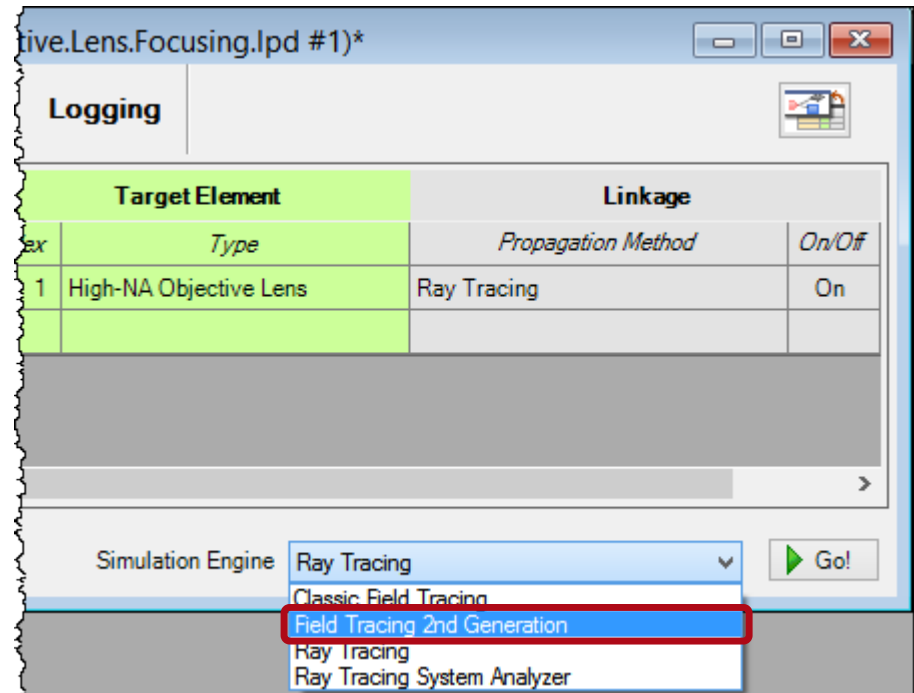 tive.Lens.Focusing.lpd #1)*
Logging
Target Element Linkage
ex Type Propagation Method On/Off
1 High-NA Objective Lens Ray Tracing On
Simulation Engine Ray Tracing Go!
Classic Field Tracing
Field Tracing 2nd Generation
Ray Tracing
Ray Tracing System Analyzer